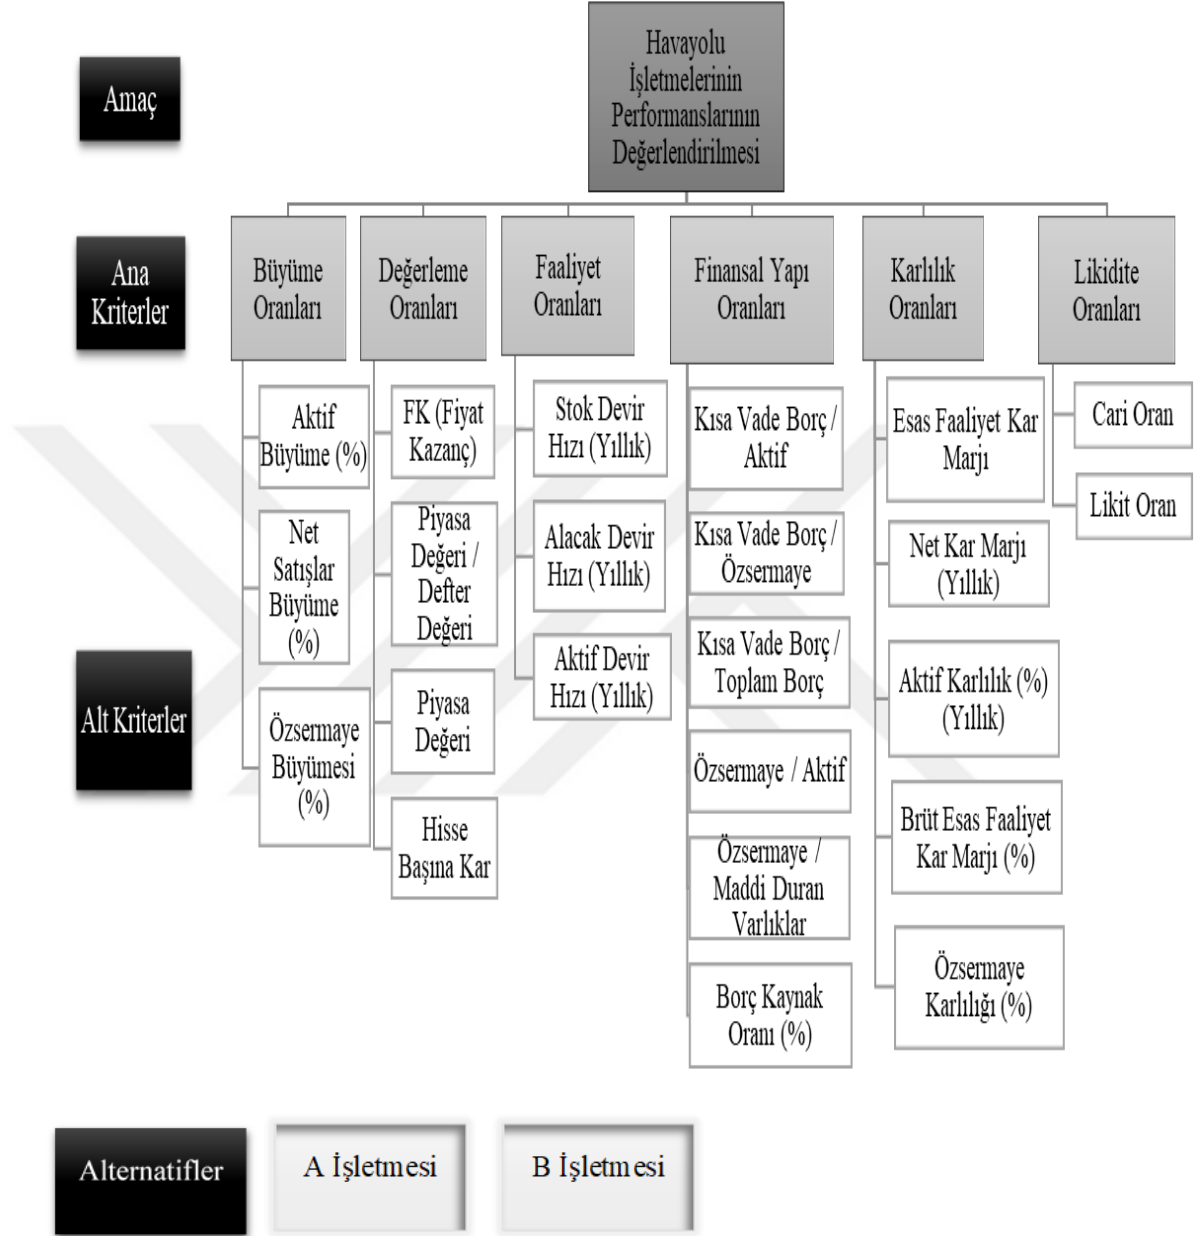 Havayolu
İşletmelerinin
Performanslarının
Değerlendirilmesi
Amaç
Ana
Kriterler
Büyüme
Oranları
Değerleme
Oranları
Faaliyet
Oranları
Finansal Yapı
Oranları
Karlılık
Oranları
Likidite
Oranları
Alt Kriterler
Aktif
Büyüme (%)
Net
Satışlar
Büyüme
(%)
Özsermaye
Büyümesi
(%)
FK (Fiyat
Kazanç)
Piyasa
Değeri /
Defter
Değeri
Piyasa
Değeri
Hisse
Başına Kar
Stok Devir
Hızı (Yıllık)
Alacak Devir
Hızı (Yıllık)
Aktif Devir
Hızı (Yıllık)
Kısa Vade Borç /
Aktif
Kısa Vade Borç /
Özsermaye
Kısa Vade Borç /
Toplam Borç
Özsermaye / Aktif
Özsermaye /
Maddi Duran
Varlıklar
Borç Kaynak
Oranı (%)
Esas Faaliyet Kar
Marjı
Net Kar Marjı
(Yıllık)
Aktif Karlılık (%)
(Yıllık)
Brüt Esas Faaliyet
Kar Marjı (%)
Özsermaye
Karlılığı (%)
Cari Oran
Likit Oran
Alternatifler
A İşletmesi
B İşletmesi